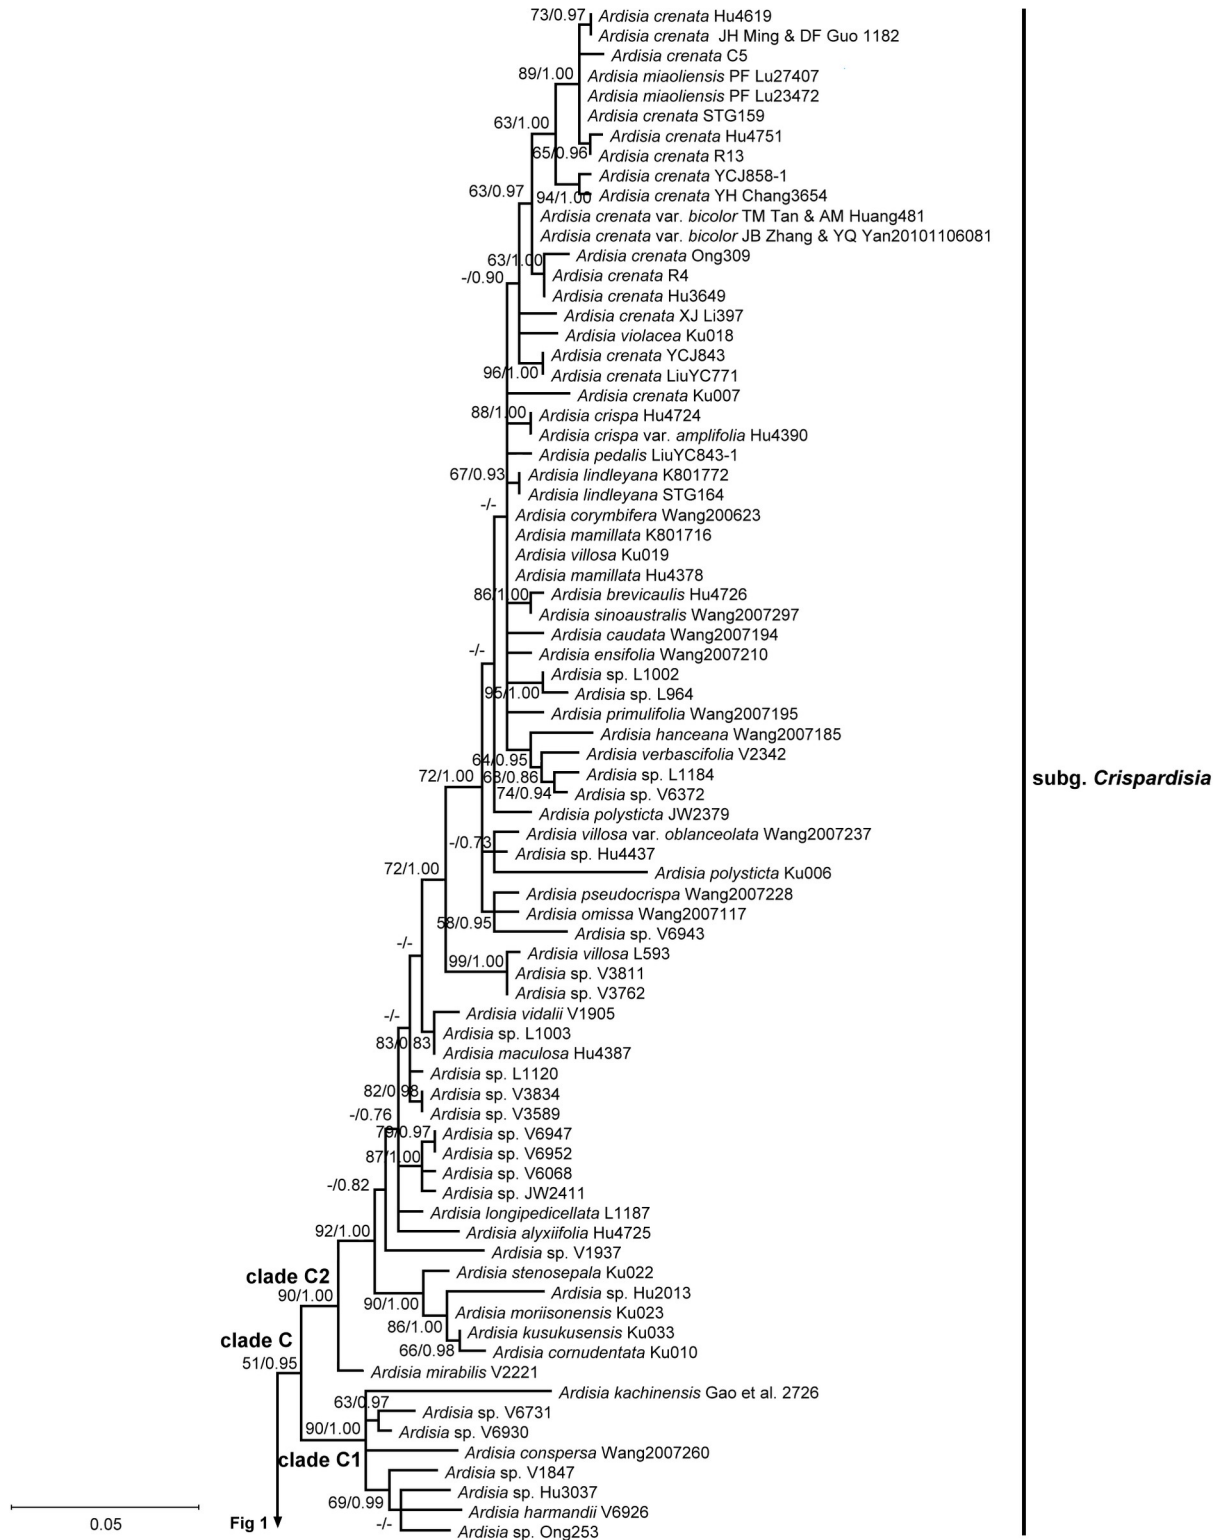 73/0.97
Ardisia crenata Hu4619
Ardisia crenata JH Ming & DF Guo 1182
Ardisia crenata C5
89/1.00
Ardisia miaoliensis PF Lu27407
Ardisia miaoliensis PF Lu23472
Ardisia crenata STG159
63/1.00
Ardisia crenata Hu4751
65/0.96
Ardisia crenata R13
Ardisia crenata YCJ858-1
63/0.97
94/1.00
Ardisia crenata YH Chang3654
Ardisia crenata var. bicolor TM Tan & AM Huang481
Ardisia crenata var. bicolor JB Zhang & YQ Yan20101106081
Ardisia crenata Ong309
63/1.00
-/0.90
Ardisia crenata R4
Ardisia crenata Hu3649
Ardisia crenata XJ Li397
Ardisia violacea Ku018
Ardisia crenata YCJ843
96/1.00
Ardisia crenata LiuYC771
Ardisia crenata Ku007
88/1.00
Ardisia crispa Hu4724
Ardisia crispa var. amplifolia Hu4390
Ardisia pedalis LiuYC843-1
67/0.93
Ardisia lindleyana K801772
Ardisia lindleyana STG164
-/-
Ardisia corymbifera Wang200623
Ardisia mamillata K801716
Ardisia villosa Ku019
Ardisia mamillata Hu4378
86/1.00
Ardisia brevicaulis Hu4726
Ardisia sinoaustralis Wang2007297
Ardisia caudata Wang2007194
-/-
Ardisia ensifolia Wang2007210
Ardisia sp. L1002
95/1.00
Ardisia sp. L964
Ardisia primulifolia Wang2007195
Ardisia hanceana Wang2007185
64/0.95
Ardisia verbascifolia V2342
72/1.00
68/0.86
Ardisia sp. L1184
subg. Crispardisia
74/0.94
Ardisia sp. V6372
Ardisia polysticta JW2379
Ardisia villosa var. oblanceolata Wang2007237
-/0.73
Ardisia sp. Hu4437
72/1.00
Ardisia polysticta Ku006
Ardisia pseudocrispa Wang2007228
Ardisia omissa Wang2007117
58/0.95
Ardisia sp. V6943
-/-
Ardisia villosa L593
99/1.00
Ardisia sp. V3811
Ardisia sp. V3762
-/-
Ardisia vidalii V1905
Ardisia sp. L1003
83/0.83
Ardisia maculosa Hu4387
Ardisia sp. L1120
82/0.98
Ardisia sp. V3834
-/0.76
Ardisia sp. V3589
79/0.97
Ardisia sp. V6947
Ardisia sp. V6952
87/1.00
Ardisia sp. V6068
-/0.82
Ardisia sp. JW2411
Ardisia longipedicellata L1187
92/1.00
Ardisia alyxiifolia Hu4725
Ardisia sp. V1937
clade C2
Ardisia stenosepala Ku022
90/1.00
Ardisia sp. Hu2013
90/1.00
Ardisia moriisonensis Ku023
86/1.00
Ardisia kusukusensis Ku033
clade C
66/0.98
Ardisia cornudentata Ku010
51/0.95
Ardisia mirabilis V2221
Ardisia kachinensis Gao et al. 2726
63/0.97
Ardisia sp. V6731
90/1.00
Ardisia sp. V6930
Ardisia conspersa Wang2007260
clade C1
Ardisia sp. V1847
Ardisia sp. Hu3037
69/0.99
Ardisia harmandii V6926
0.05
Fig 1
-/-
Ardisia sp. Ong253